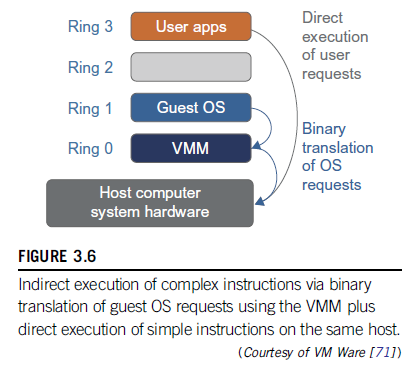 Ring 3
User apps
Direct
execution
of user
requests
Ring 2
Ring 1
Guest OS
Binary
translation
of OS
requests
Ring 0
VMM
Host computer
system hardware
FIGURE 3.6
Indirect execution of complex instructions via binary
translation of guest OS requests using the VMM plus
direct execution of simple instructions on the same host.
(Courtesy of VM Ware [71])